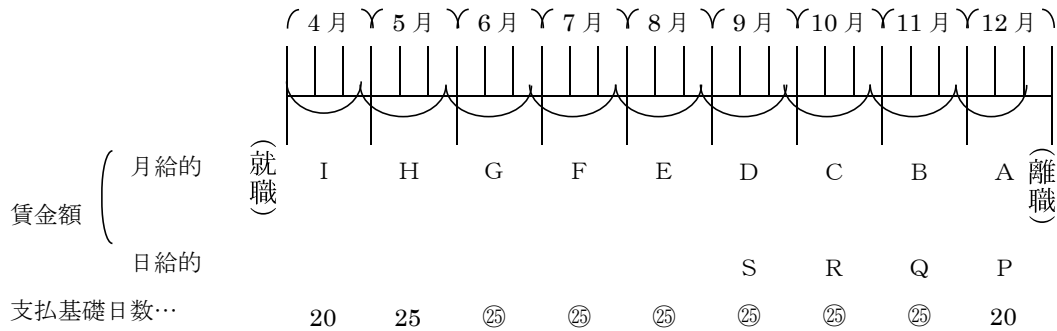 4月 5月 6月 7月 8月 9月 10月 11月 12月
賃金額
月給的 (就職) I H G F E D C B A (離職)
日給的 S R Q P
支払基礎日数… 20 25 ㉕ ㉕ ㉕ ㉕ ㉕ ㉕ 20